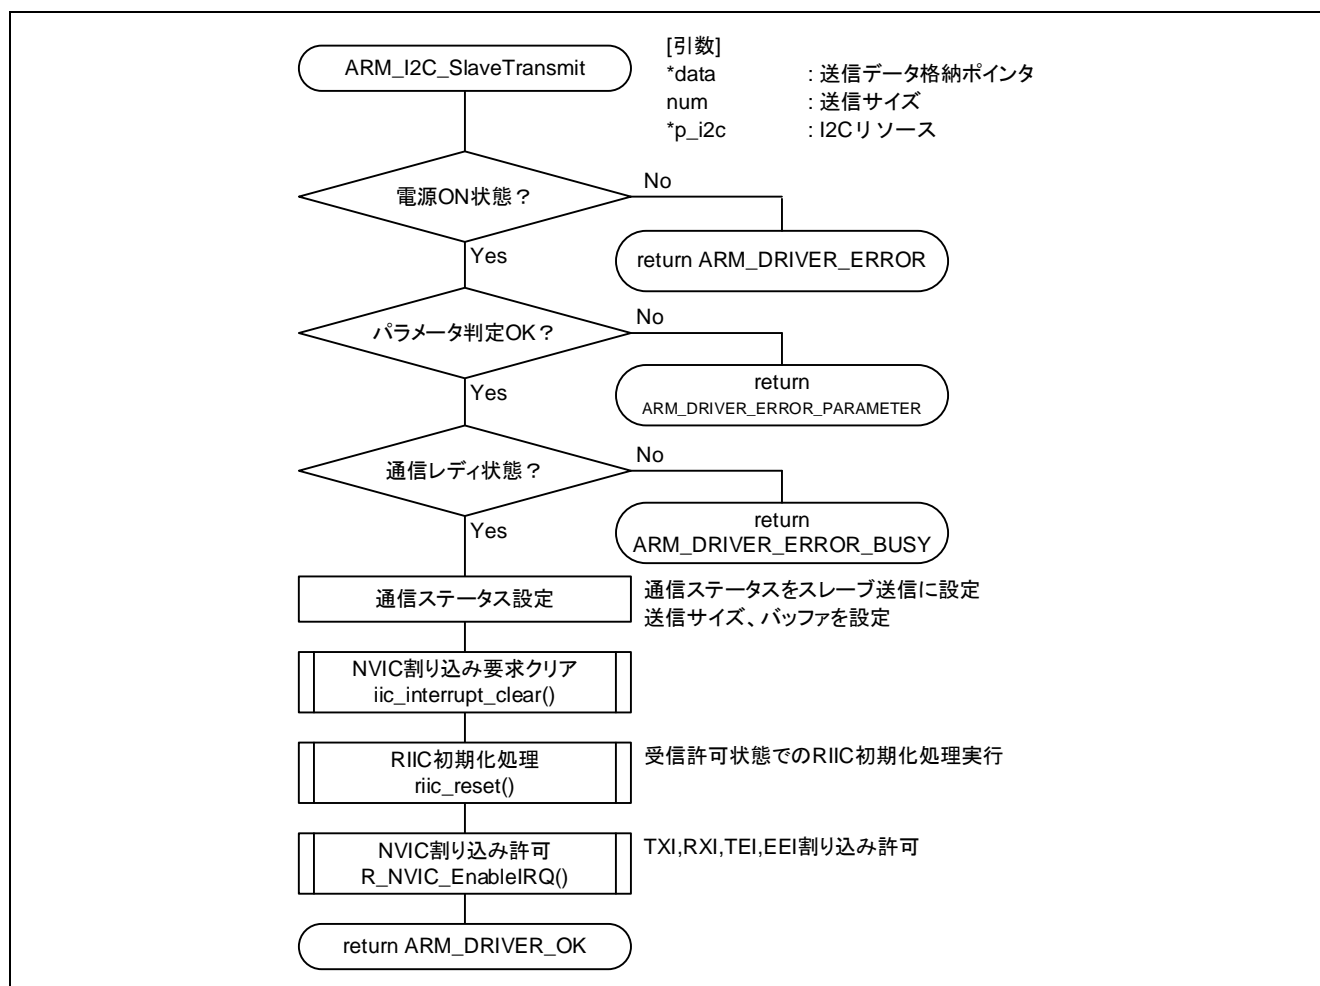 ARM_I2C_SlaveTransmit
[引数]
*data : 送信データ格納ポインタ
num : 送信サイズ
*p_i2c : I2Cリソース
電源ON状態？
No
return ARM_DRIVER_ERROR
Yes
パラメータ判定OK？
No
return
ARM_DRIVER_ERROR_PARAMETER
Yes
通信レディ状態？
No
return
ARM_DRIVER_ERROR_BUSY
Yes
通信ステータス設定
通信ステータスをスレーブ送信に設定
送信サイズ、バッファを設定
NVIC割り込み要求クリア
iic_interrupt_clear()
RIIC初期化処理
riic_reset()
受信許可状態でのRIIC初期化処理実行
NVIC割り込み許可
R_NVIC_EnableIRQ()
TXI,RXI,TEI,EEI割り込み許可
return ARM_DRIVER_OK